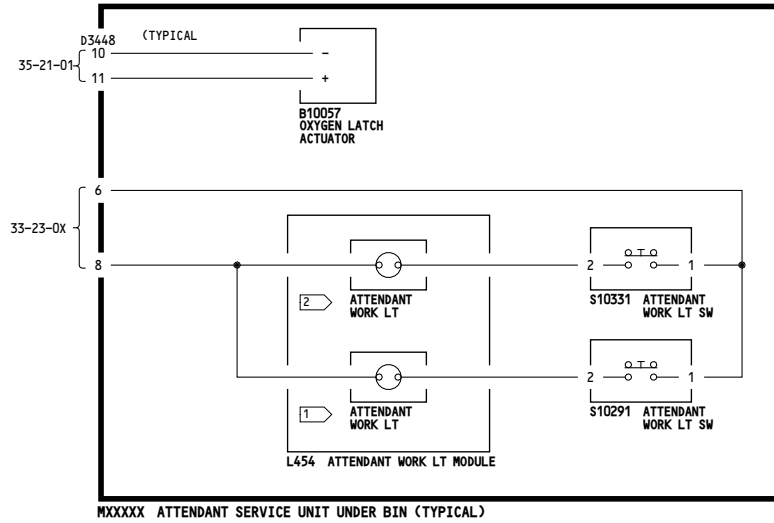 D3448 (TYPICAL
10 –
35-21-01
11 +
B10057
OXYGEN LATCH
ACTUATOR
6
33-23-0X
8 2 1
2 ATTENDANT
WORK LT
S10331 ATTENDANT
WORK LT SW
2 1
1 ATTENDANT
WORK LT
S10291 ATTENDANT
WORK LT SW
L454 ATTENDANT WORK LT MODULE
MXXXXX ATTENDANT SERVICE UNIT UNDER BIN (TYPICAL)